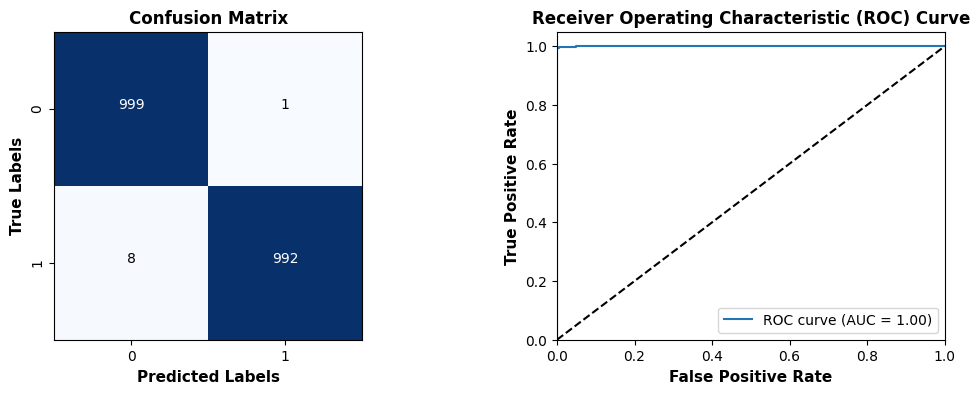 Confusion Matrix
999 1
8 992
0
1
True Labels
0 1
Predicted Labels
Receiver Operating Characteristic (ROC) Curve
1.0
0.8
0.6
0.4
0.2
0.0
True Positive Rate
ROC curve (AUC = 1.00)
0.0 0.2 0.4 0.6 0.8 1.0
False Positive Rate